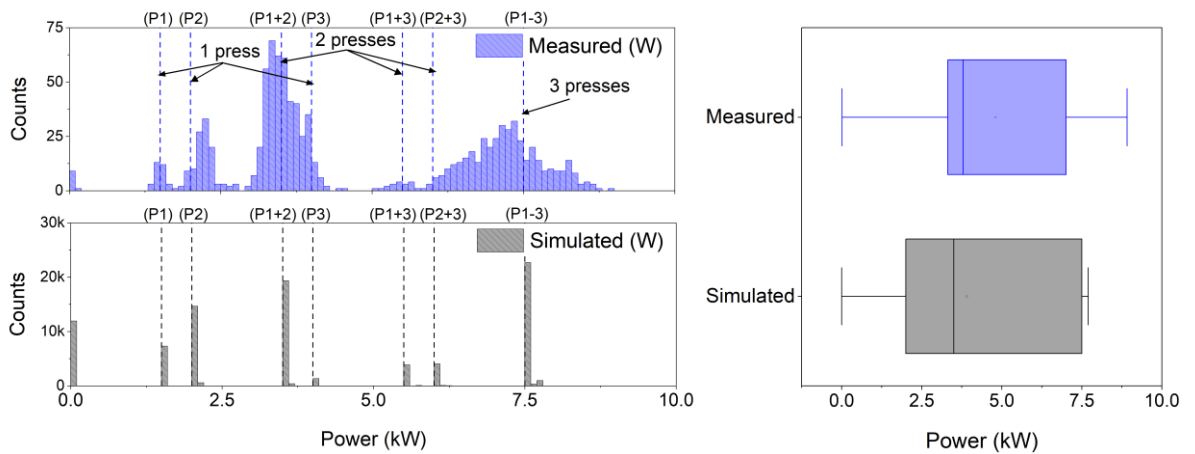 (P1) (P2) (P1+2) (P3) (P1+3) (P2+3) (P1-3)
75
50
25
0
Counts
1 press
2 presses
Measured (W)
3 presses
(P1) (P2) (P1+2) (P3) (P1+3) (P2+3) (P1-3)
30k
20k
10k
0
Counts
Simulated (W)
0.0 2.5 5.0 7.5 10.0
Power (kW)
Measured
Simulated
0 2.5 5.0 7.5 10.0
Power (kW)